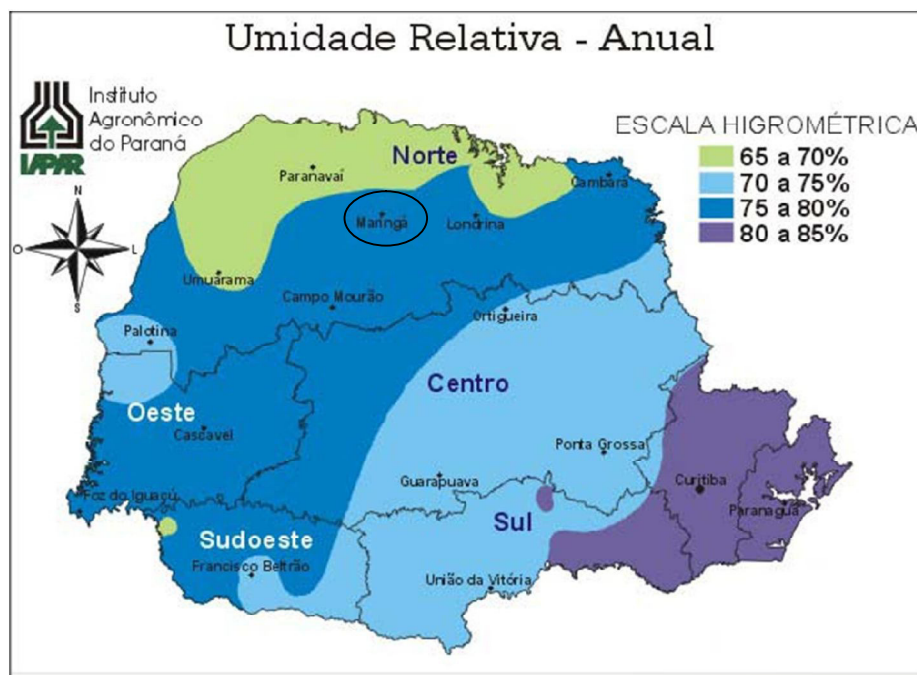 Umidade Relativa - Anual
Instituto
Agronômico
do Paraná
IAPAR
N
O
L
S
ESCALA HIGROMÉTRICA
65 a 70%
70 a 75%
75 a 80%
80 a 85%
Norte
Paranavaí
Cambará
Maringá
Londrina
Umuarama
Campo Mourão
Ortigueira
Palotina
Centro
Oeste
Cascavel
Ponta Grossa
Guarapuava
Curitiba
Foz do Iguaçú
Paranaguá
Sul
Sudoeste
Francisco Beltrão
União da Vitória